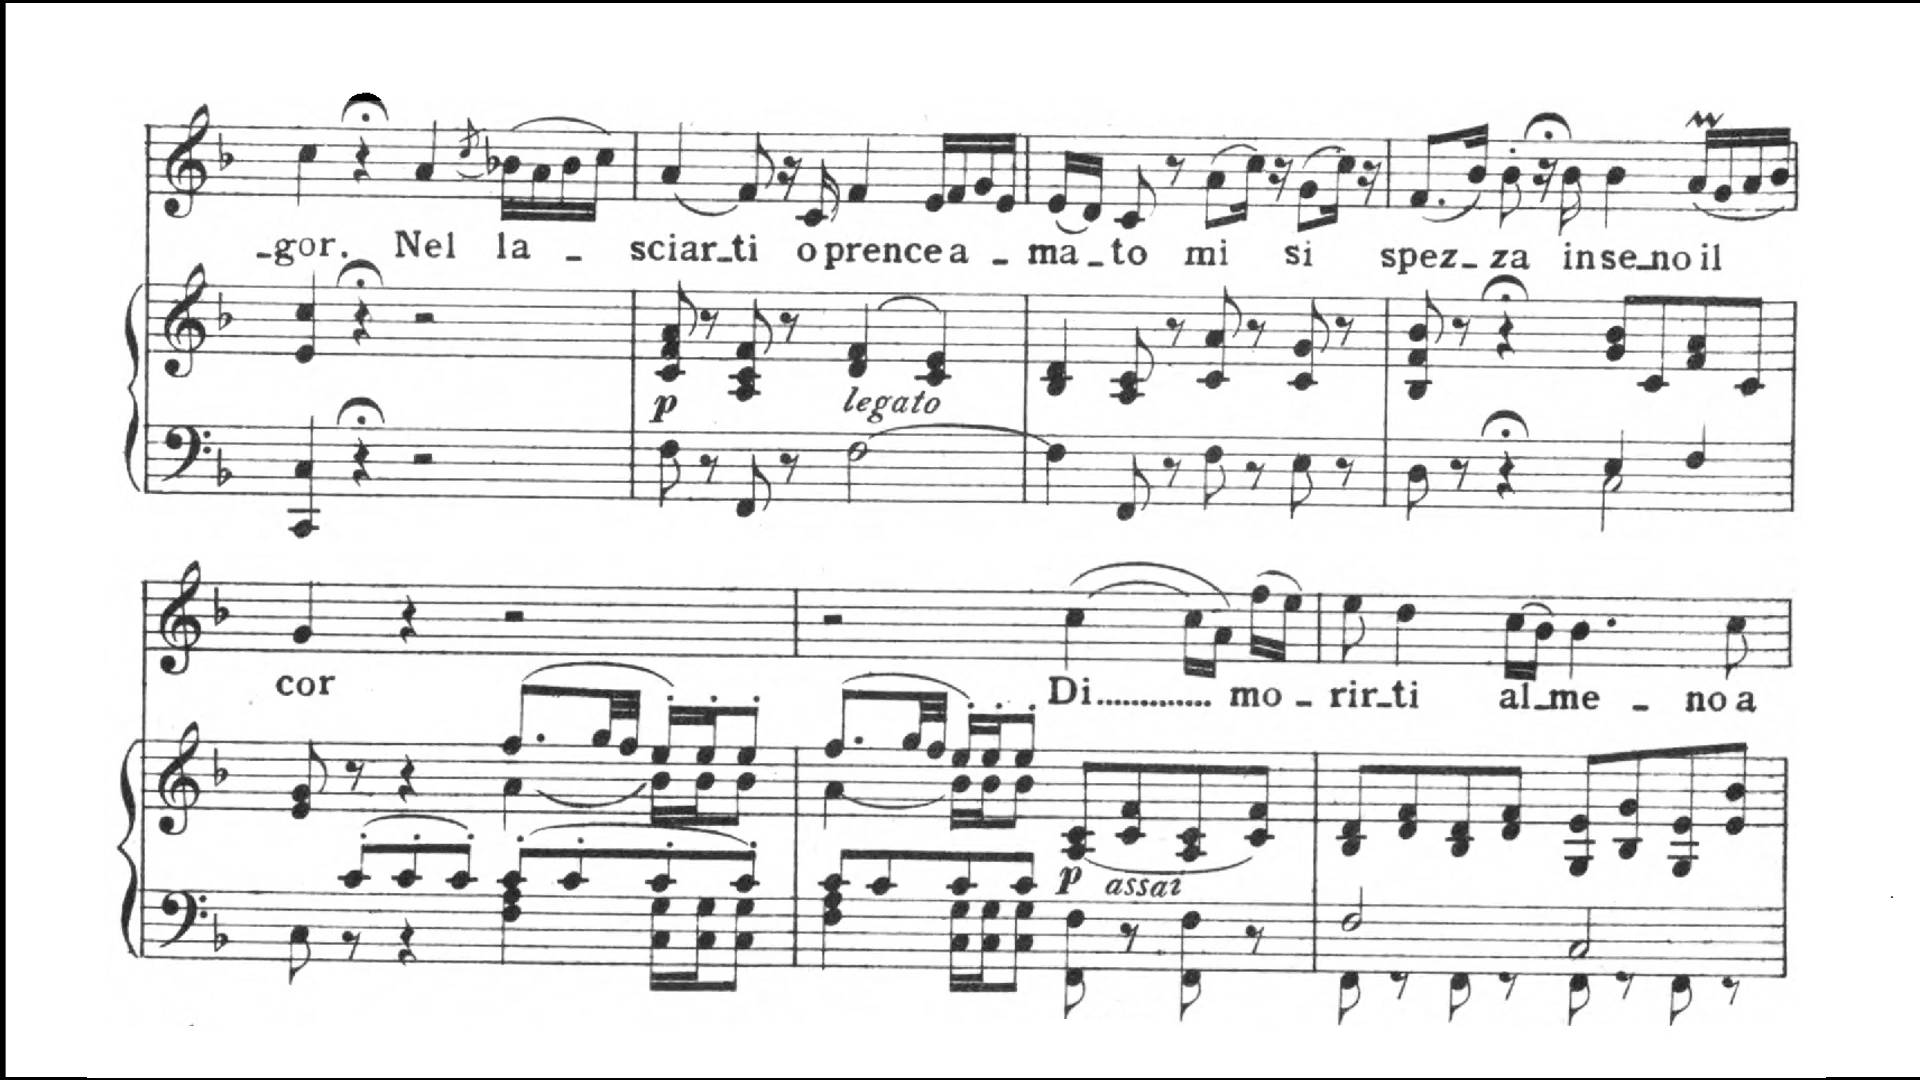 -gor. Nel la - sciar-ti o prence a - ma-to mi si spez- za in se-no il
p legato
cor Di............. mo - rir-ti al-me - no a
p assai